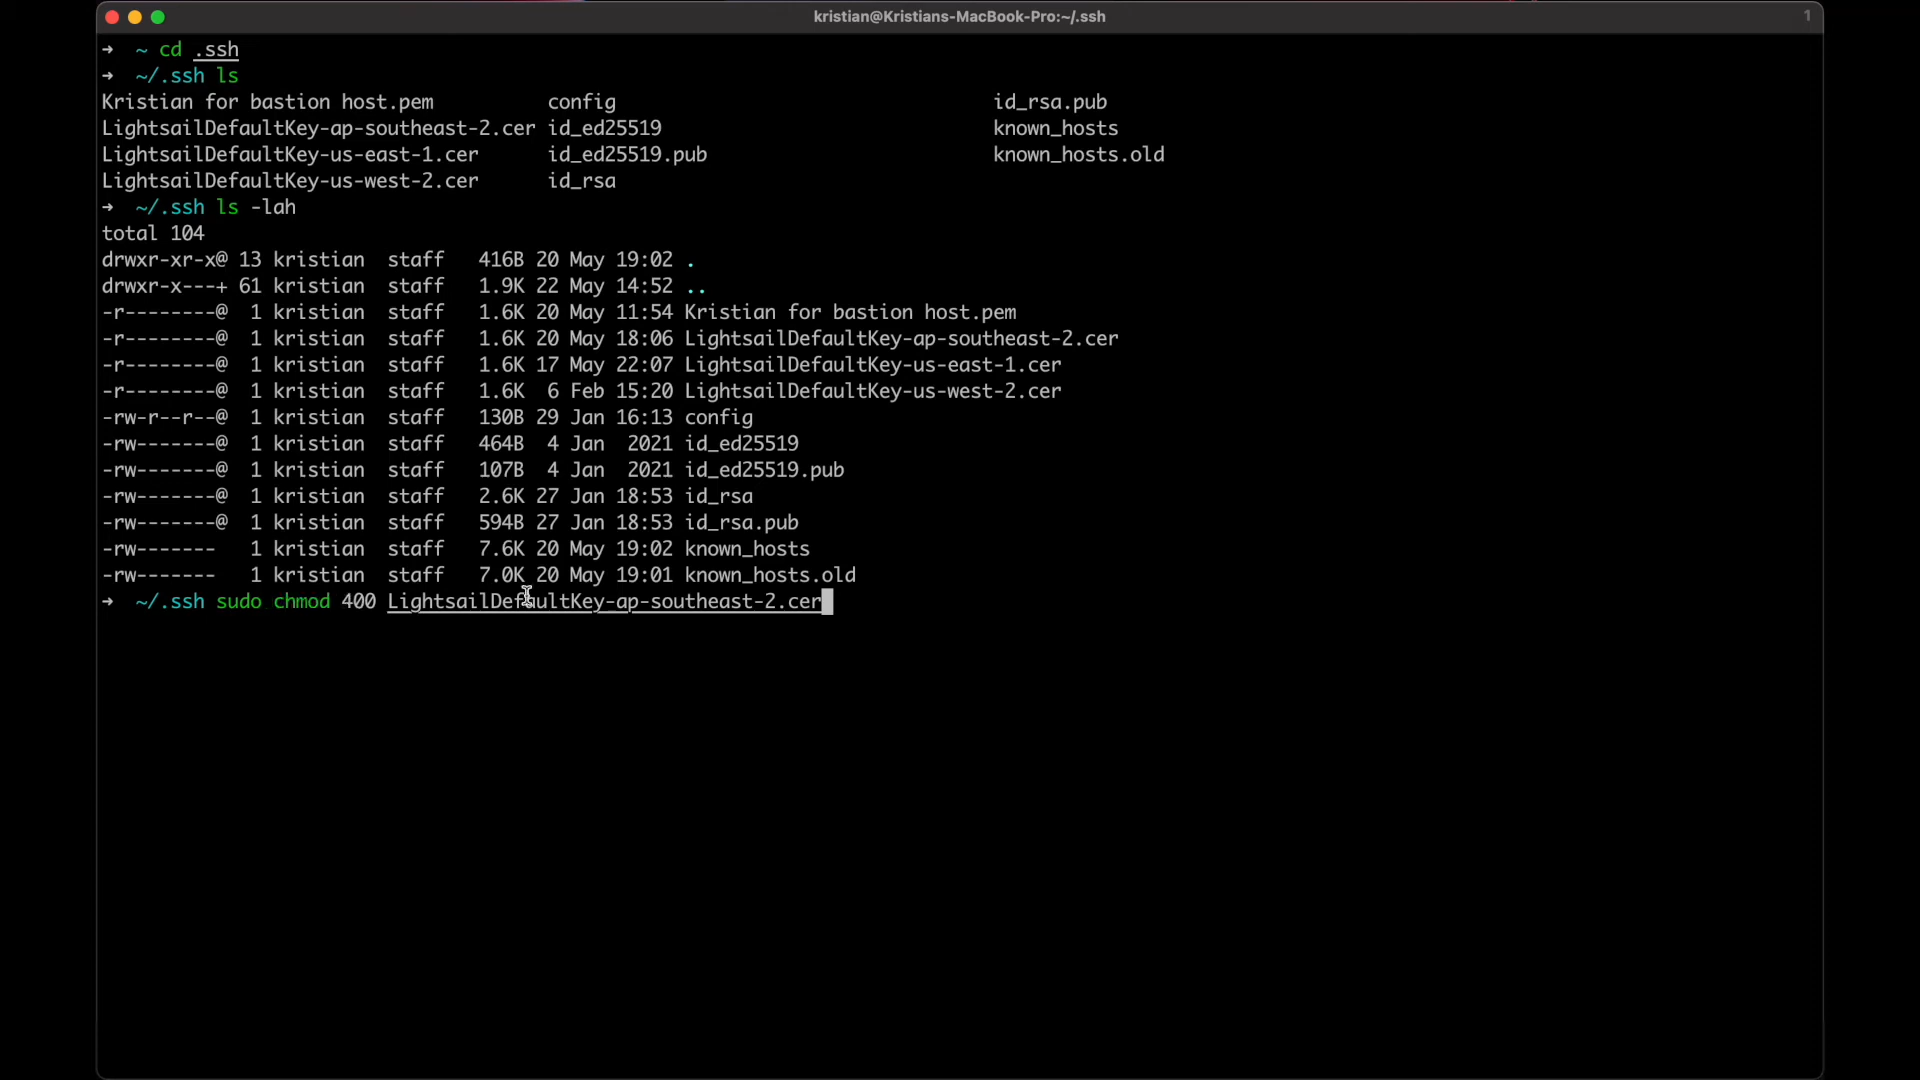 kristian@Kristians-MacBook-Pro:~/.ssh
1
➜  ~ cd .ssh
➜  ~/.ssh ls
Kristian for bastion host.pem          config                                 id_rsa.pub
LightsailDefaultKey-ap-southeast-2.cer id_ed25519                             known_hosts
LightsailDefaultKey-us-east-1.cer      id_ed25519.pub                         known_hosts.old
LightsailDefaultKey-us-west-2.cer      id_rsa
➜  ~/.ssh ls -lah
total 104
drwxr-xr-x@ 13 kristian  staff   416B 20 May 19:02 .
drwxr-x---+ 61 kristian  staff   1.9K 22 May 14:52 ..
-r--------@  1 kristian  staff   1.6K 20 May 11:54 Kristian for bastion host.pem
-r--------@  1 kristian  staff   1.6K 20 May 18:06 LightsailDefaultKey-ap-southeast-2.cer
-r--------@  1 kristian  staff   1.6K 17 May 22:07 LightsailDefaultKey-us-east-1.cer
-r--------@  1 kristian  staff   1.6K  6 Feb 15:20 LightsailDefaultKey-us-west-2.cer
-rw-r--r--@  1 kristian  staff   130B 29 Jan 16:13 config
-rw-------@  1 kristian  staff   464B  4 Jan  2021 id_ed25519
-rw-------@  1 kristian  staff   107B  4 Jan  2021 id_ed25519.pub
-rw-------@  1 kristian  staff   2.6K 27 Jan 18:53 id_rsa
-rw-------@  1 kristian  staff   594B 27 Jan 18:53 id_rsa.pub
-rw-------   1 kristian  staff   7.6K 20 May 19:02 known_hosts
-rw-------   1 kristian  staff   7.0K 20 May 19:01 known_hosts.old
➜  ~/.ssh sudo chmod 400 LightsailDefaultKey-ap-southeast-2.cer